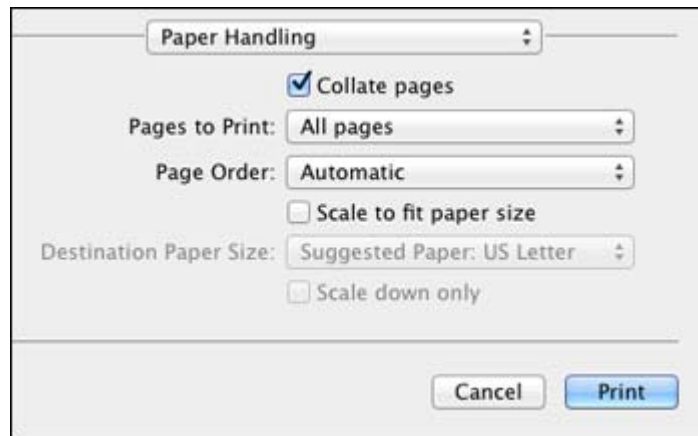 Paper Handling
Collate pages
Pages to Print: All pages
Page Order: Automatic
Scale to fit paper size
Destination Paper Size: Suggested Paper: US Letter
Scale down only
Cancel Print